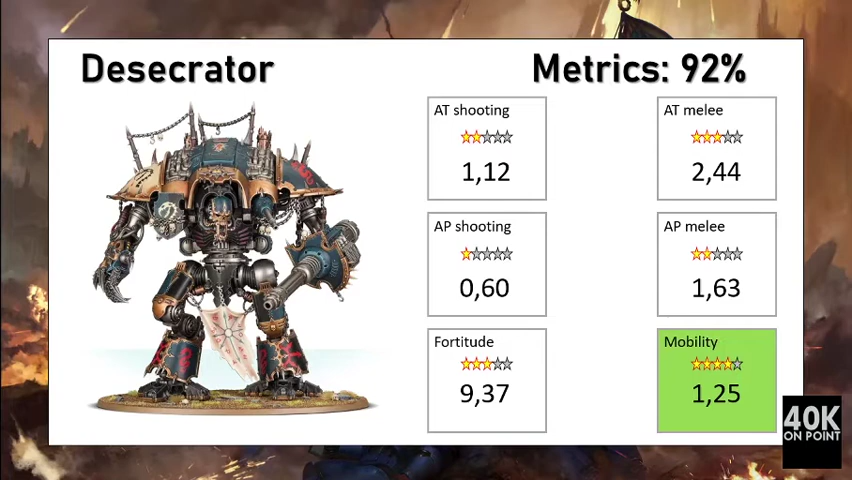 Desecrator
Metrics: 92%
AT shooting
1,12
AT melee
2,44
AP shooting
0,60
AP melee
1,63
Fortitude
9,37
Mobility
1,25
40K
ON POINT